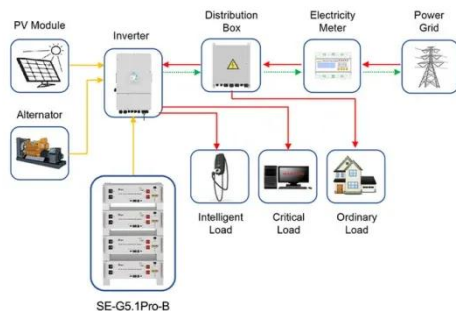 PV Module
Inverter
Distribution
Box
Electricity
Meter
Power
Grid
Alternator
Intelligent
Load
Critical
Load
Ordinary
Load
SE-G5.1Pro-B